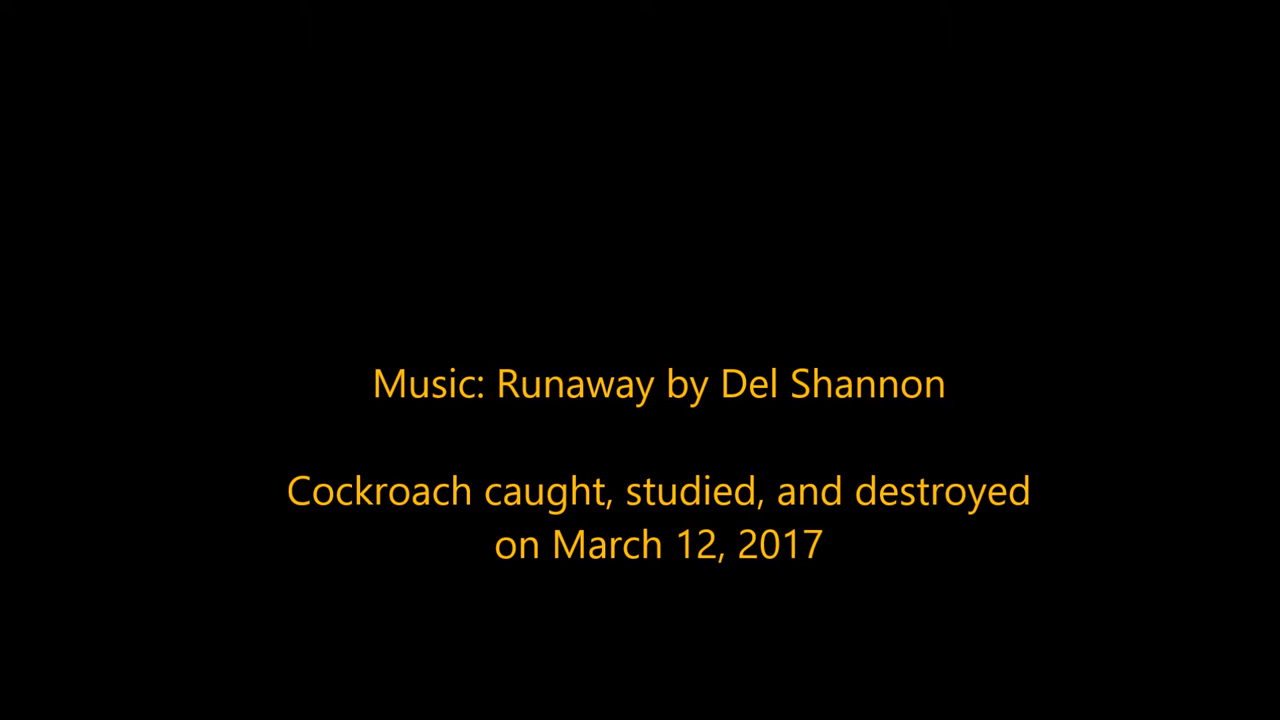 Music: Runaway by Del Shannon
Cockroach caught, studied, and destroyed
on March 12, 2017